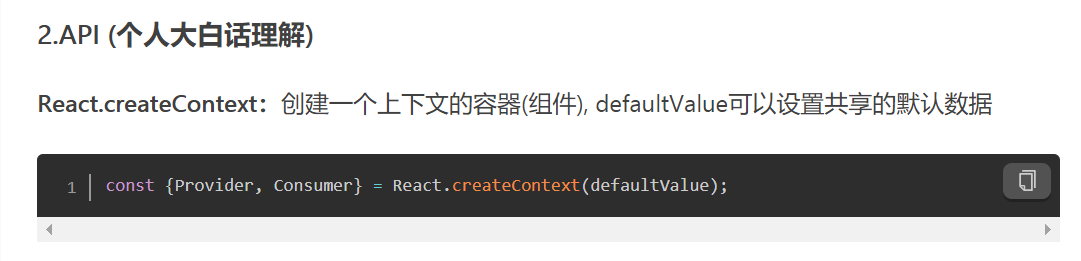 2.API (个人大白话理解)
React.createContext：创建一个上下文的容器(组件), defaultValue可以设置共享的默认数据
1 const {Provider, Consumer} = React.createContext(defaultValue);